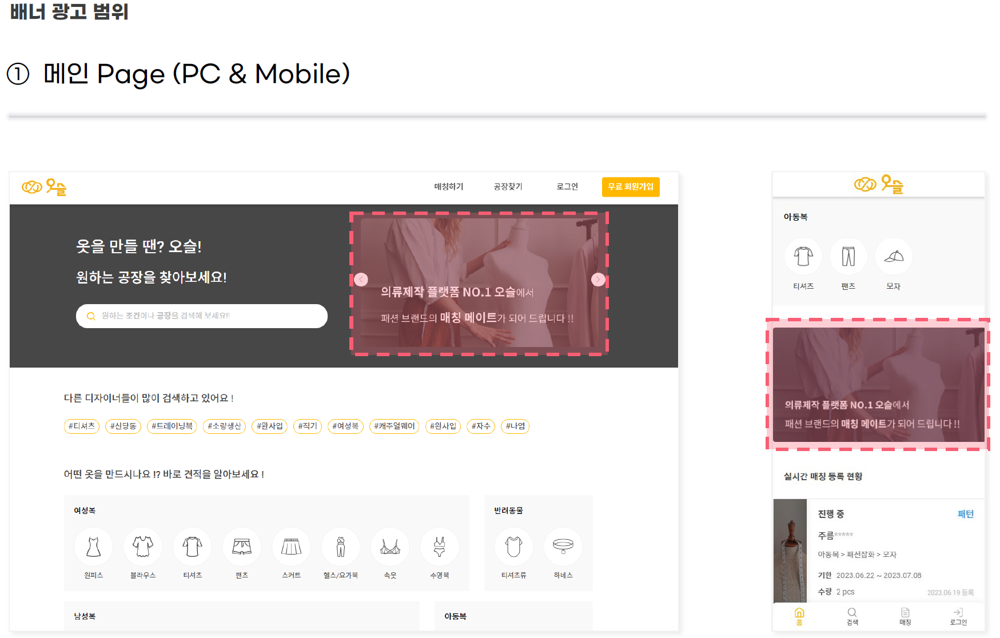 배너 광고 범위
① 메인 Page (PC & Mobile)
오슬
매칭하기 공장찾기 로그인 무료 회원가입
옷을 만들 땐? 오슬!
원하는 공장을 찾아보세요!
원하는 조건이나 공장을 검색해 보세요!!
의류제작 플랫폼 NO.1 오슬에서
패션 브랜드의 매칭 메이트가 되어 드립니다 !!
다른 디자이너들이 많이 검색하고 있어요 !
#티셔츠 #신당동 #트레이닝복 #소량생산 #완사입 #직기 #여성복 #캐주얼웨어 #완사입 #자수 #나염
어떤 옷을 만드시나요 !? 바로 견적을 알아보세요 !
여성복
원피스 블라우스 티셔츠 팬츠 스커트 헬스/요가복 속옷 수영복
반려동물
티셔츠류 하네스
남성복
아동복
오슬
아동복
티셔츠 팬츠 모자
의류제작 플랫폼 NO.1 오슬에서
패션 브랜드의 매칭 메이트가 되어 드립니다 !!
실시간 매칭 등록 현황
진행 중 패턴
주름*****
아동복 > 패션잡화 > 모자
기한 2023.06.22 ~ 2023.07.08
수량 2 pcs 2023.06.19 등록
홈 검색 매칭 로그인